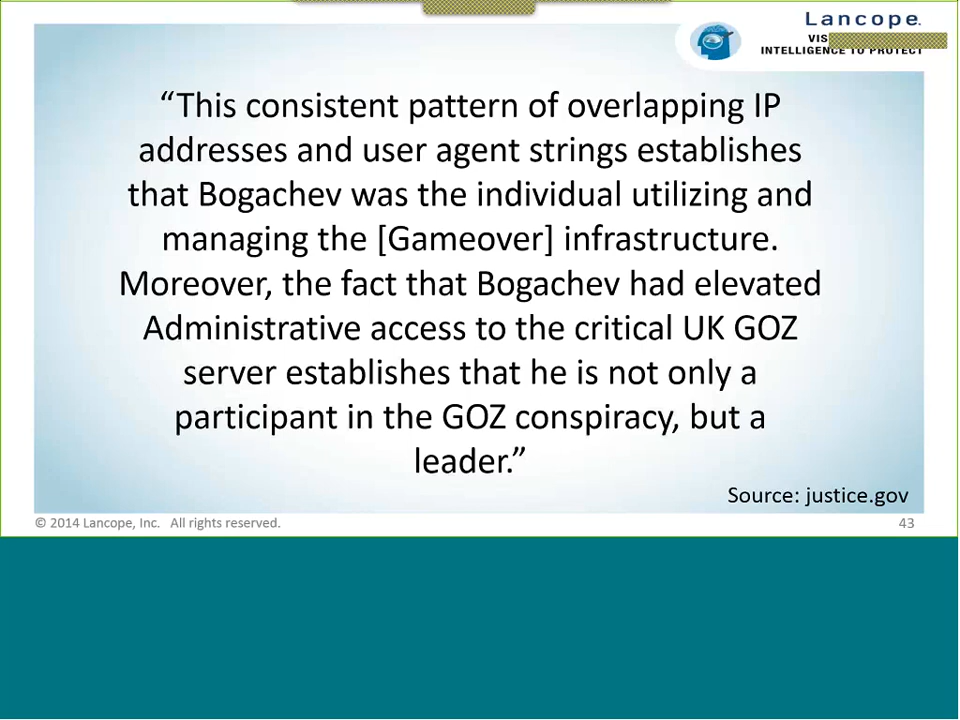 Lancope.
INTELLIGENCE TO PROTECT
“This consistent pattern of overlapping IP
addresses and user agent strings establishes
that Bogachev was the individual utilizing and
managing the [Gameover] infrastructure.
Moreover, the fact that Bogachev had elevated
Administrative access to the critical UK GOZ
server establishes that he is not only a
participant in the GOZ conspiracy, but a
leader.”
Source: justice.gov
© 2014 Lancope, Inc. All rights reserved.
43